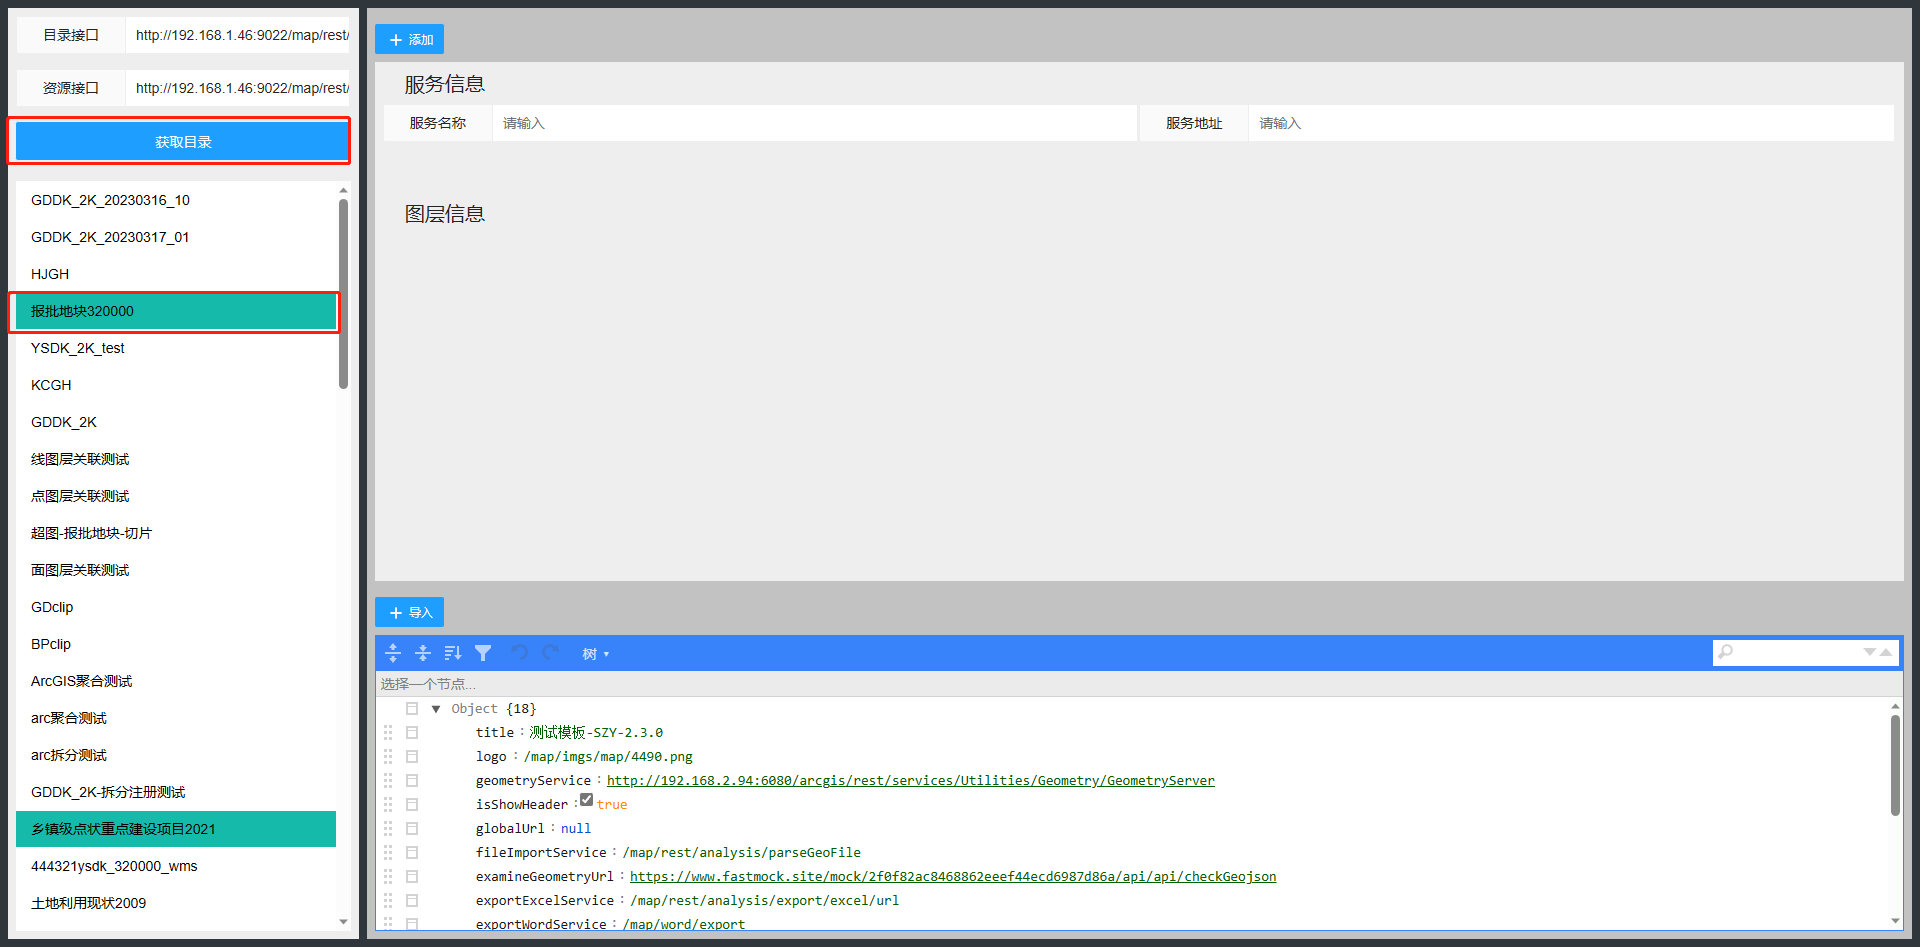 目录接口
http://192.168.1.46:9022/map/rest/
资源接口
http://192.168.1.46:9022/map/rest/
获取目录
GDDK_2K_20230316_10
GDDK_2K_20230317_01
HJGH
报批地块320000
YSDK_2K_test
KCGH
GDDK_2K
线图层关联测试
点图层关联测试
超图-报批地块-切片
面图层关联测试
GDclip
BPclip
ArcGIS聚合测试
arc聚合测试
arc拆分测试
GDDK_2K-拆分注册测试
乡镇级点状重点建设项目2021
444321ysdk_320000_wms
土地利用现状2009
添加
服务信息
服务名称 请输入 服务地址 请输入
图层信息
导入
树
选择一个节点...
Object {18}
title : 测试模板-SZY-2.3.0
logo : /map/imgs/map/4490.png
geometryService : http://192.168.2.94:6080/arcgis/rest/services/Utilities/Geometry/GeometryServer
isShowHeader : true
globalUrl : null
fileImportService : /map/rest/analysis/parseGeoFile
examineGeometryUrl : https://www.fastmock.site/mock/2f0f82ac8468862eeef44ecd6987d86a/api/api/checkGeojson
exportExcelService : /map/rest/analysis/export/excel/url
exportWordService : /map/word/export